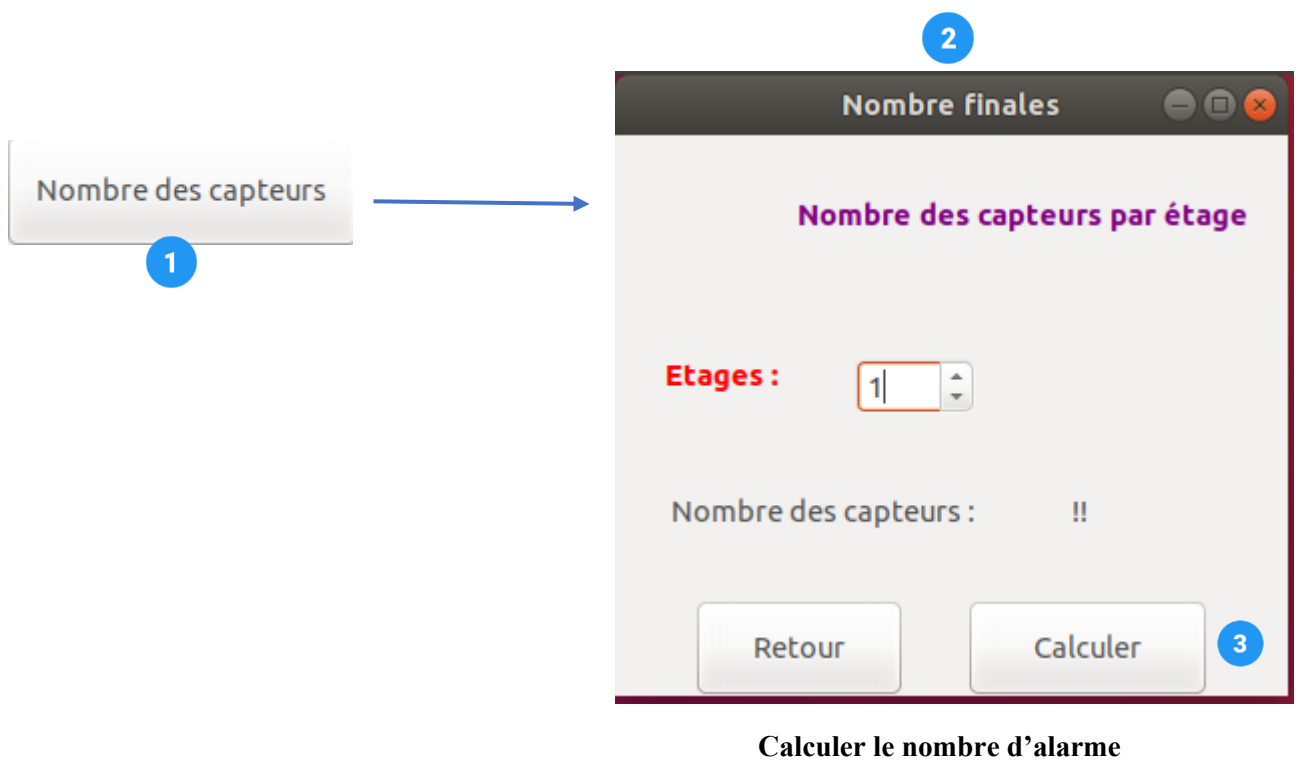 2
Nombre finales
Nombre des capteurs
1
Nombre des capteurs par étage
Etages :
1
Nombre des capteurs :
!!
Retour
Calculer
3
Calculer le nombre d’alarme